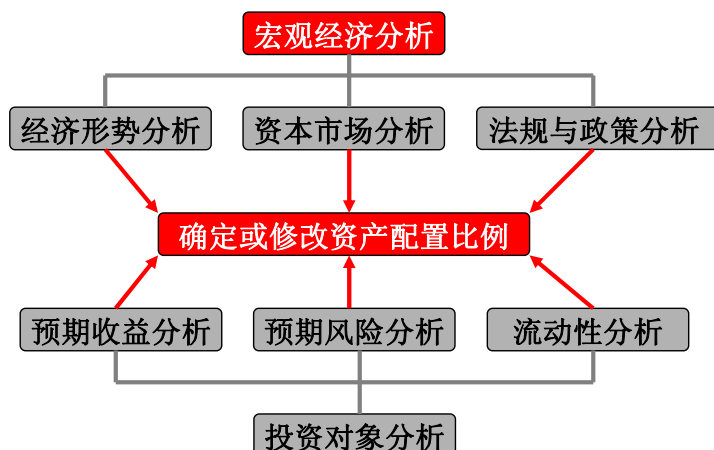 宏观经济分析
经济形势分析
资本市场分析
法规与政策分析
确定或修改资产配置比例
预期收益分析
预期风险分析
流动性分析
投资对象分析